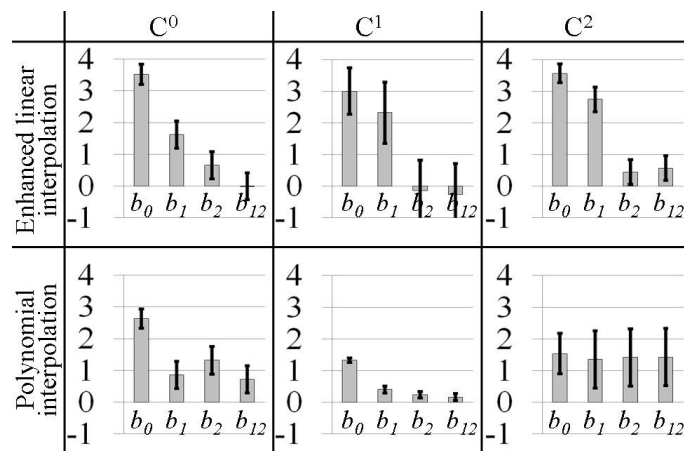 C⁰ C¹ C²
Enhanced linear
interpolation
4 4 4
3 3 3
2 2 2
1 1 1
0 0 0
-1 -1 -1
b₀ b₁ b₂ b₁₂ b₀ b₁ b₂ b₁₂ b₀ b₁ b₂ b₁₂
Polynomial
interpolation
4 4 4
3 3 3
2 2 2
1 1 1
0 0 0
-1 -1 -1
b₀ b₁ b₂ b₁₂ b₀ b₁ b₂ b₁₂ b₀ b₁ b₂ b₁₂